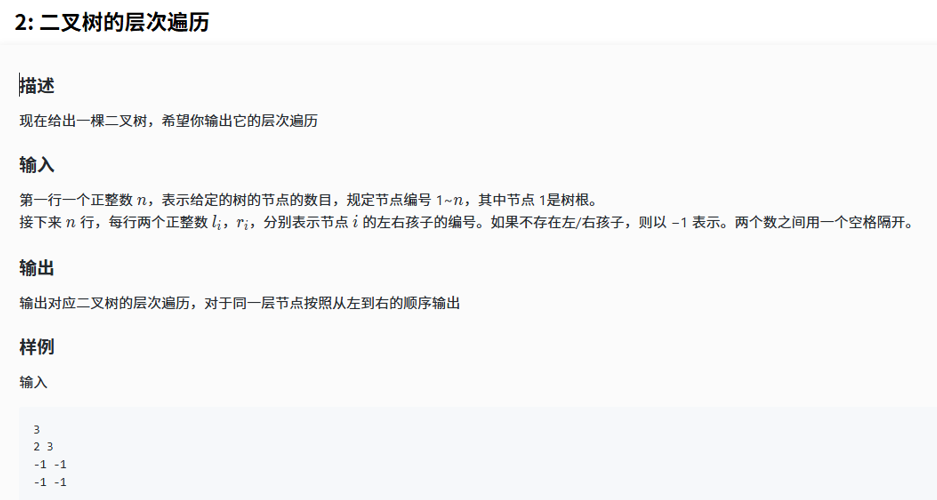 2: 二叉树的层次遍历
描述
现在给出一棵二叉树，希望你输出它的层次遍历
输入
第一行一个正整数 n，表示给定的树的节点的数目，规定节点编号 1~n，其中节点 1是树根。
接下来 n 行，每行两个正整数 l_i，r_i，分别表示节点 i 的左右孩子的编号。如果不存在左/右孩子，则以 −1 表示。两个数之间用一个空格隔开。
输出
输出对应二叉树的层次遍历，对于同一层节点按照从左到右的顺序输出
样例
输入
3
2 3
-1 -1
-1 -1